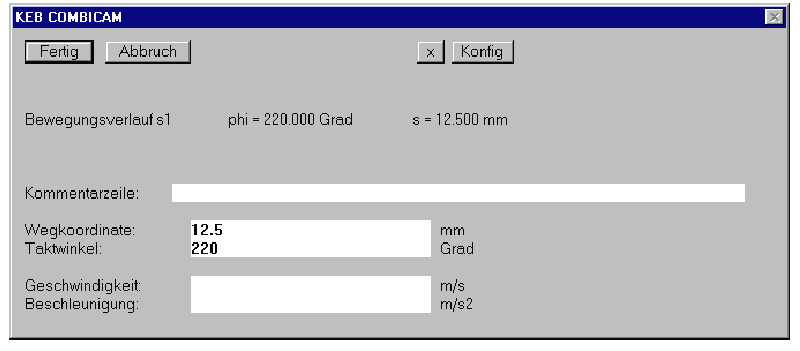 KEB COMBICAM
Fertig Abbruch x Konfig
Bewegungsverlauf s1 phi = 220.000 Grad s = 12.500 mm
Kommentarzeile:
Wegkoordinate: 12.5 mm
Taktwinkel: 220 Grad
Geschwindigkeit: m/s
Beschleunigung: m/s2